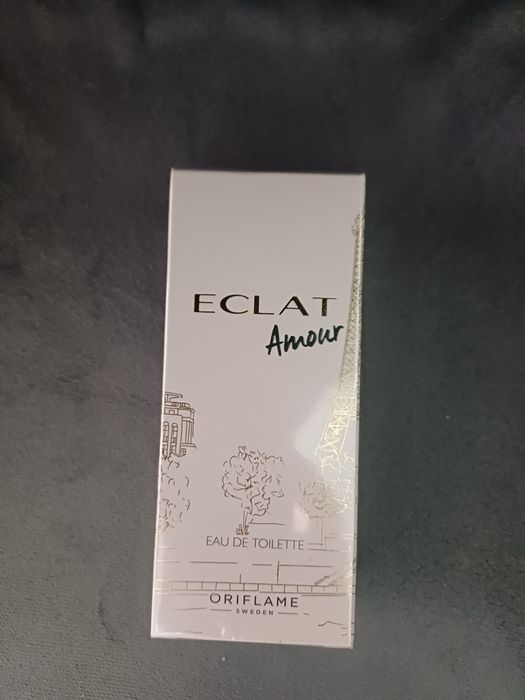 ECLAT
Amour
EAU DE TOILETTE
ORIFLAME
SWEDEN